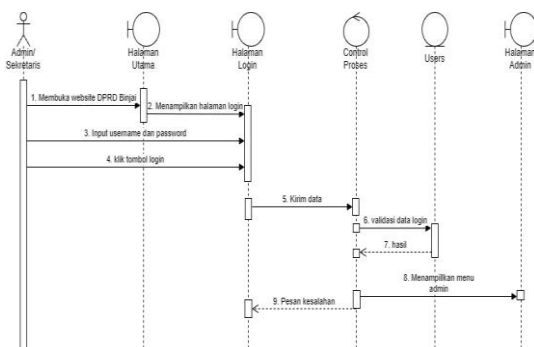 Admin/
Sekretaris
Halaman
Utama
Halaman
Login
Control
Proses
Users
Halaman
Admin
1. Membuka website DPRD Binjai
2. Menampilkan halaman login
3. Input username dan password
4. klik tombol login
5. Kirim data
6. validasi data login
7. hasil
8. Menampilkan menu
admin
9. Pesan kesalahan